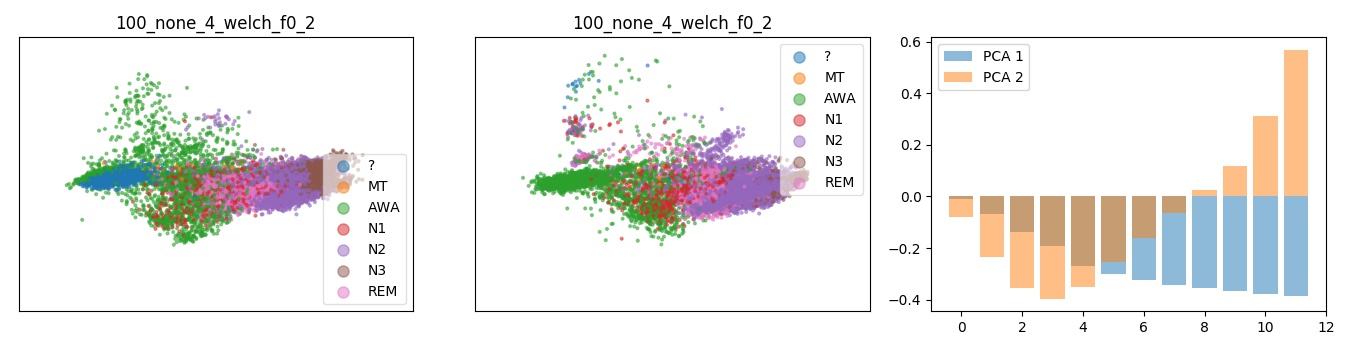 100_none_4_welch_f0_2
?
MT
AWA
N1
N2
N3
REM
100_none_4_welch_f0_2
?
MT
AWA
N1
N2
N3
REM
PCA 1
PCA 2
0.6
0.4
0.2
0.0
−0.2
−0.4
0 2 4 6 8 10 12